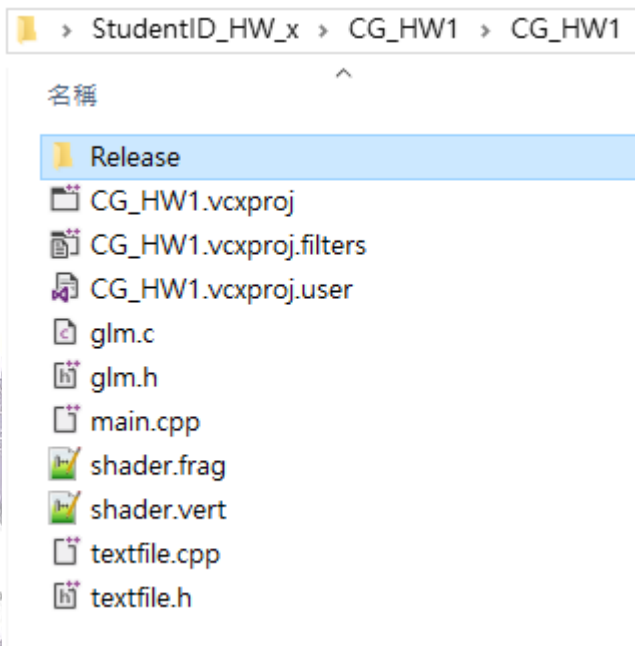 StudentID_HW_x > CG_HW1 > CG_HW1
名稱
Release
CG_HW1.vcxproj
CG_HW1.vcxproj.filters
CG_HW1.vcxproj.user
glm.c
glm.h
main.cpp
shader.frag
shader.vert
textfile.cpp
textfile.h